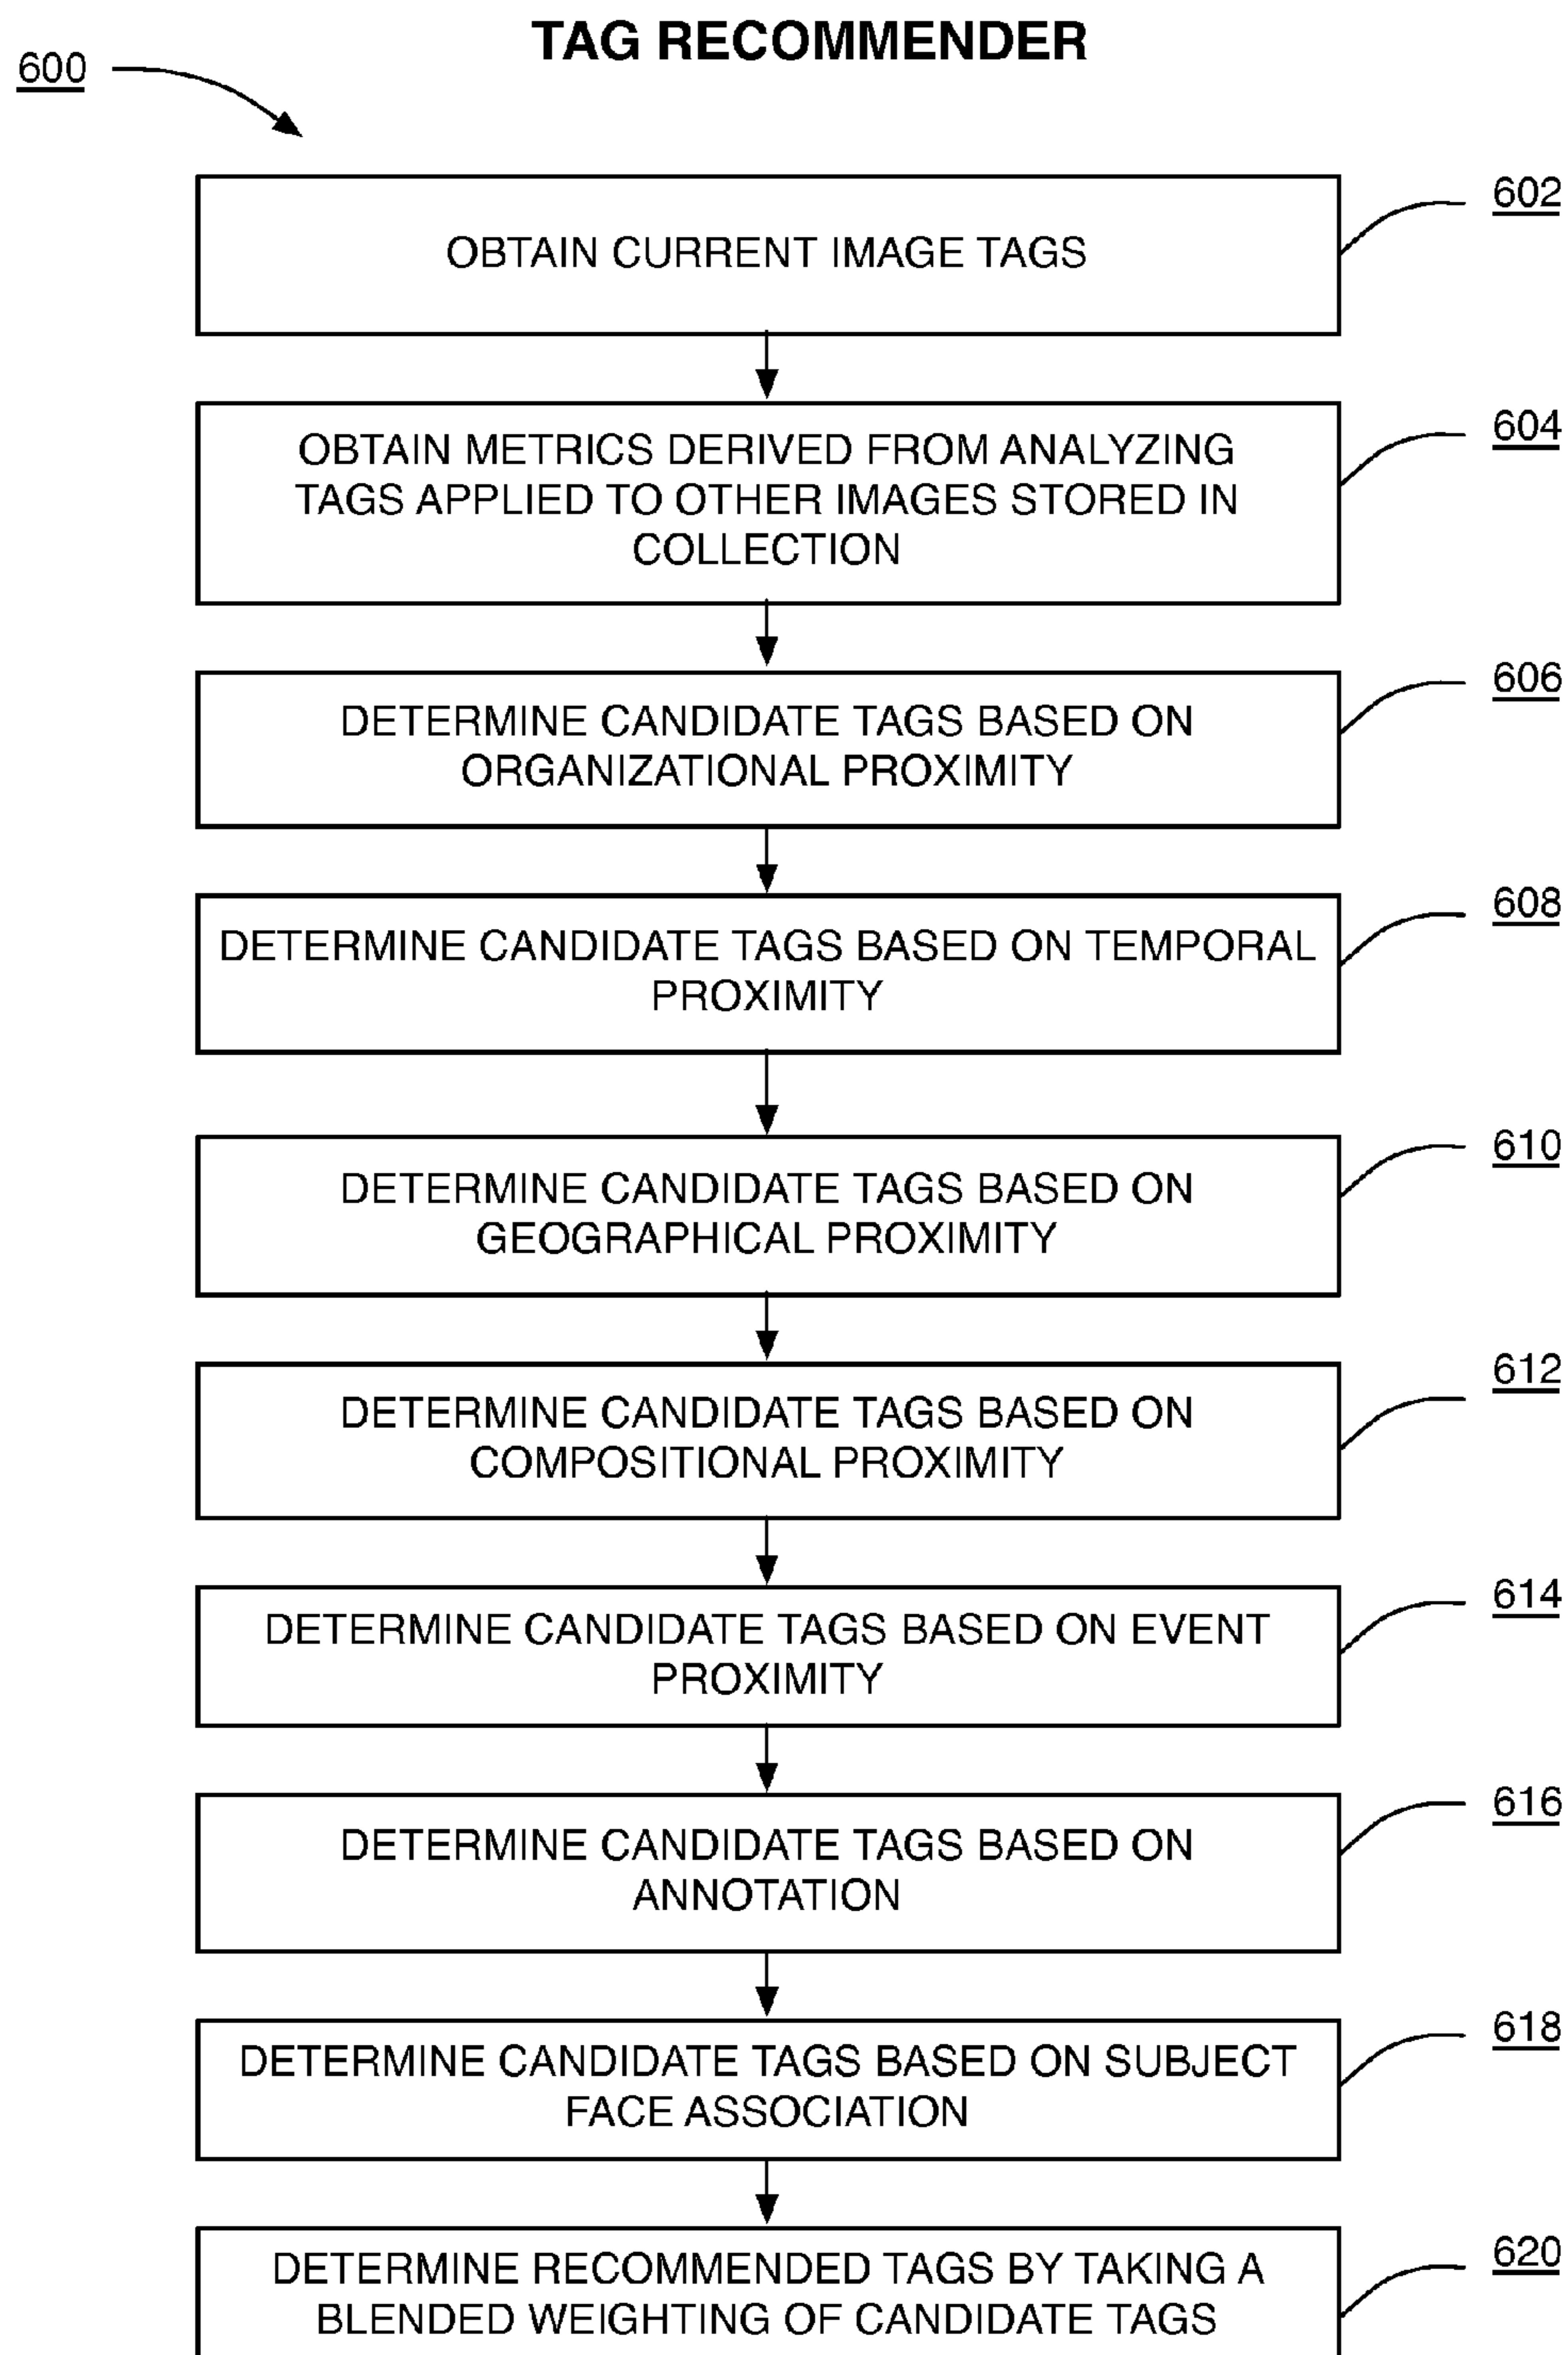 TAG RECOMMENDER
600
OBTAIN CURRENT IMAGE TAGS
602
OBTAIN METRICS DERIVED FROM ANALYZING
TAGS APPLIED TO OTHER IMAGES STORED IN
COLLECTION
604
DETERMINE CANDIDATE TAGS BASED ON
ORGANIZATIONAL PROXIMITY
606
DETERMINE CANDIDATE TAGS BASED ON TEMPORAL
PROXIMITY
608
DETERMINE CANDIDATE TAGS BASED ON
GEOGRAPHICAL PROXIMITY
610
DETERMINE CANDIDATE TAGS BASED ON
COMPOSITIONAL PROXIMITY
612
DETERMINE CANDIDATE TAGS BASED ON EVENT
PROXIMITY
614
DETERMINE CANDIDATE TAGS BASED ON
ANNOTATION
616
DETERMINE CANDIDATE TAGS BASED ON SUBJECT
FACE ASSOCIATION
618
DETERMINE RECOMMENDED TAGS BY TAKING A
BLENDED WEIGHTING OF CANDIDATE TAGS
620